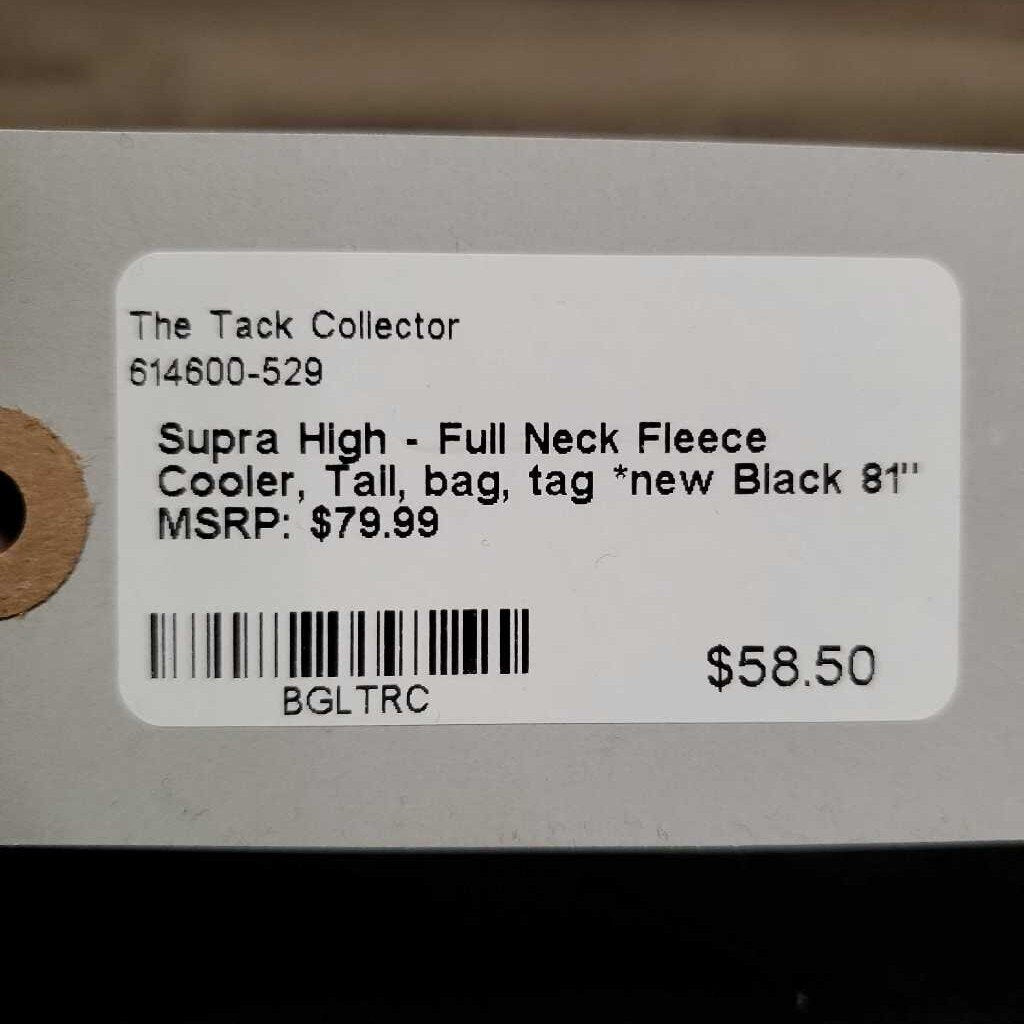 The Tack Collector
614600-529
Supra High - Full Neck Fleece
Cooler, Tail, bag, tag *new Black 81"
MSRP: $79.99
BGLTRC
$58.50